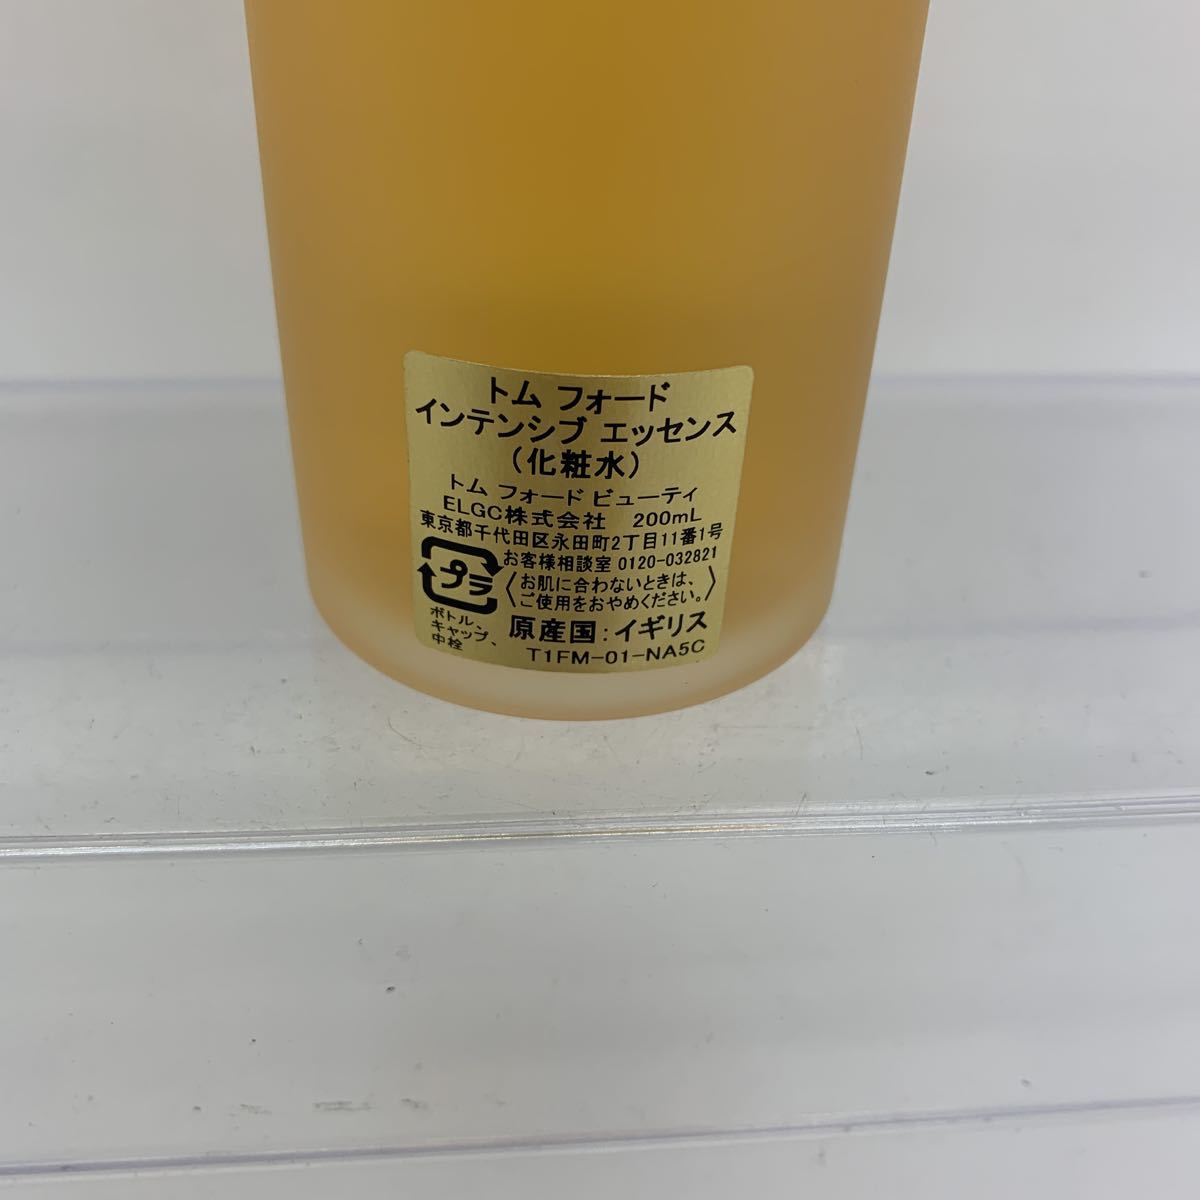 トム フォード
インテンシブ エッセンス
（化粧水）
トム フォード ビューティ
ELGC株式会社 200mL
東京都千代田区永田町2丁目11番1号
お客様相談室 0120-032821
プラ
〈お肌に合わないときは、
ご使用をおやめください。〉
ボトル、
キャップ、
中栓
原産国：イギリス
T1FM-01-NA5C